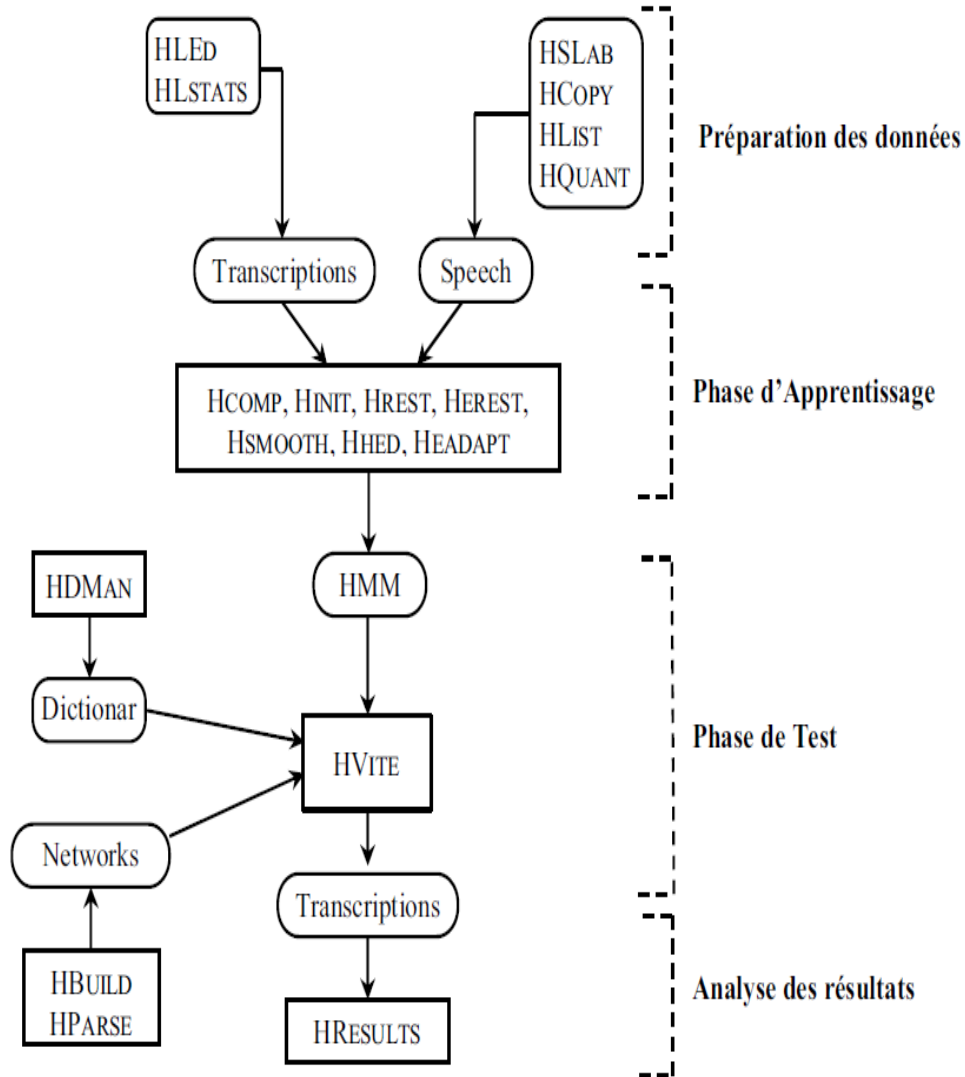 HLED
HLSTATS
HSLAB
HCOPY
HLIST
HQUANT
Préparation des données
Transcriptions
Speech
HCOMP, HINIT, HREST, HEREST,
HSMOOTH, HHED, HEADAPT
Phase d'Apprentissage
HDMAN
HMM
Dictionar
HVITE
Phase de Test
Networks
Transcriptions
HBUILD
HPARSE
HRESULTS
Analyse des résultats